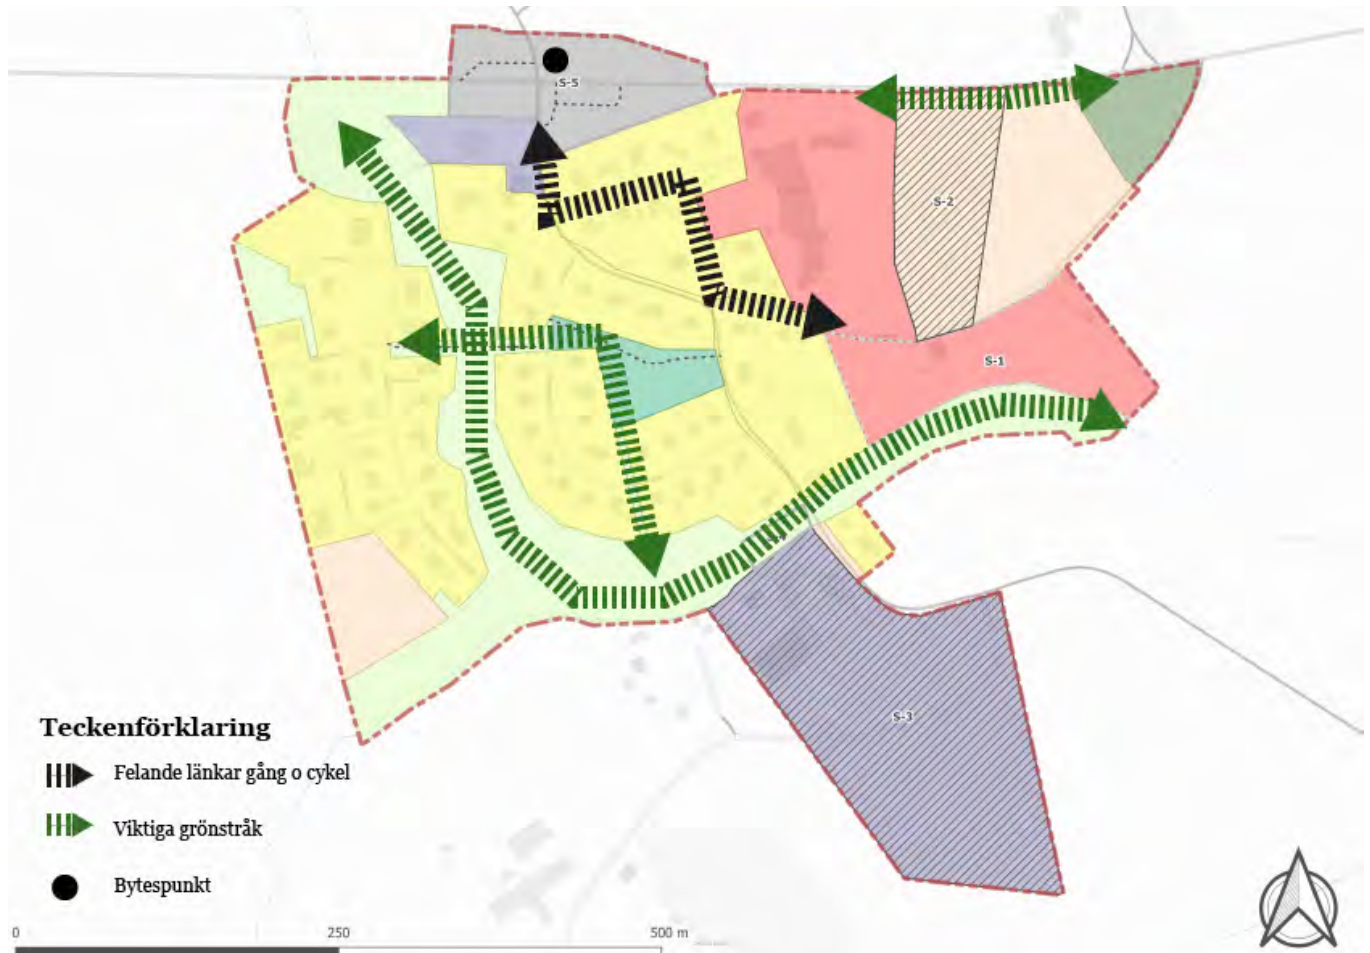 S-5
S-2
S-1
S-3
Teckenförklaring
Felande länkar gång o cykel
Viktiga grönstråk
Bytespunkt
0 250 500 m